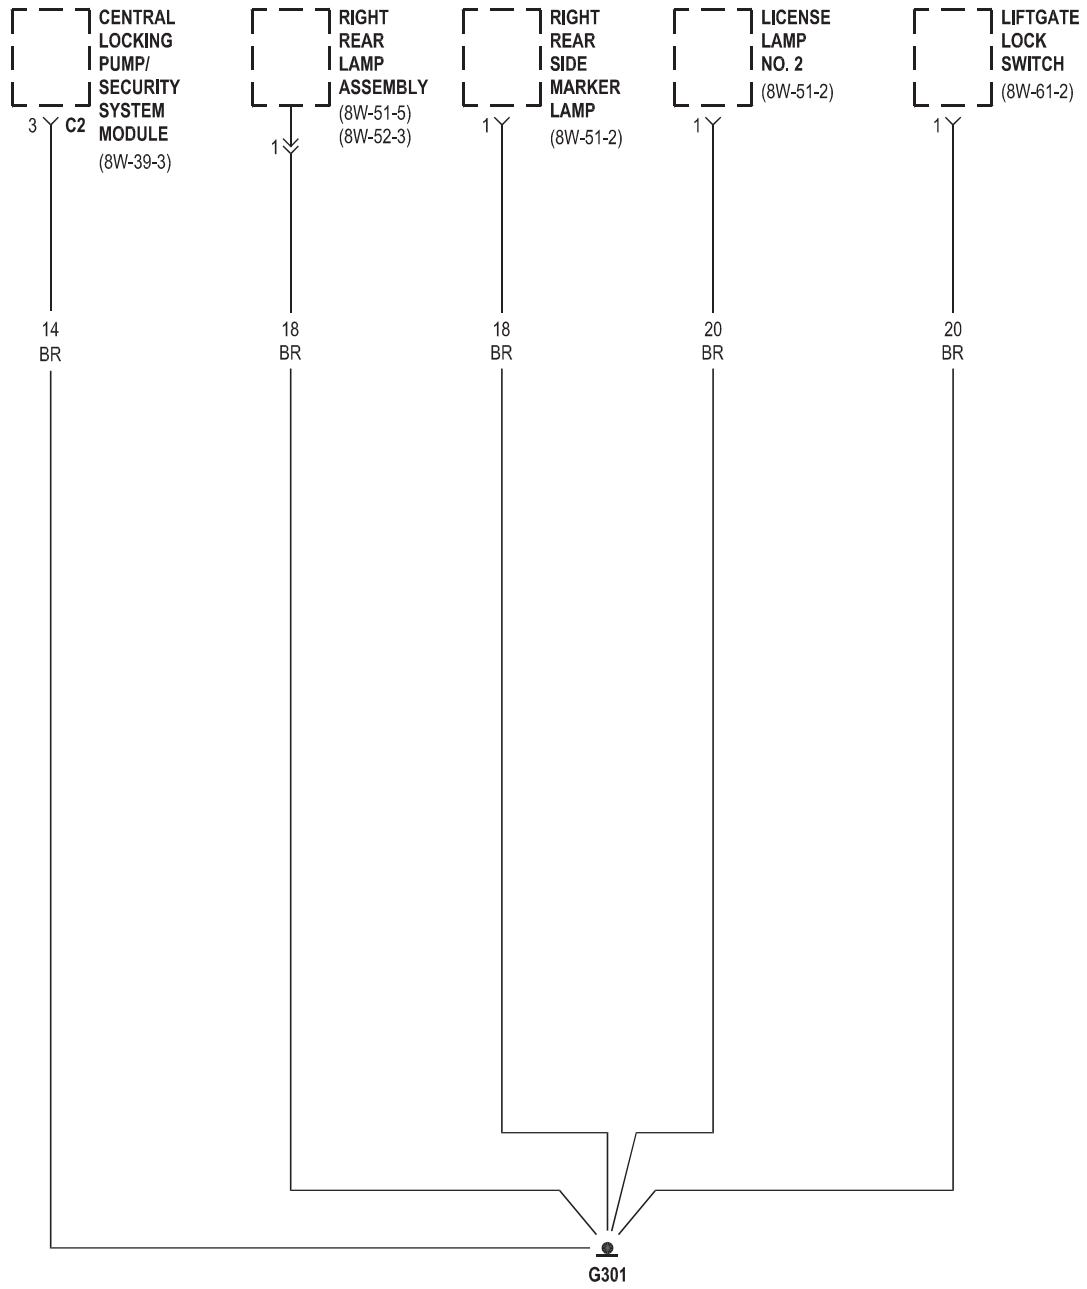 CENTRAL
LOCKING
PUMP/
SECURITY
SYSTEM
MODULE
(8W-39-3)
3
C2
RIGHT
REAR
LAMP
ASSEMBLY
(8W-51-5)
(8W-52-3)
1
RIGHT
REAR
SIDE
MARKER
LAMP
(8W-51-2)
1
LICENSE
LAMP
NO. 2
(8W-51-2)
1
LIFTGATE
LOCK
SWITCH
(8W-61-2)
1
14
BR
18
BR
18
BR
20
BR
20
BR
G301